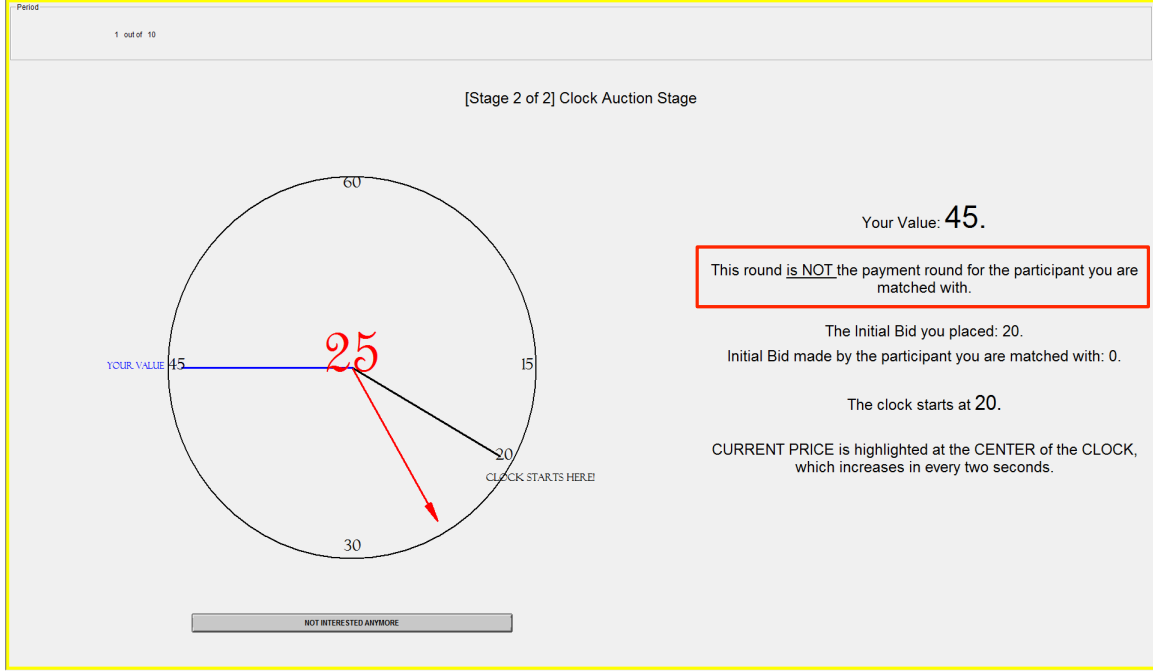 Period
1 out of 10
[Stage 2 of 2] Clock Auction Stage
60
Your Value: 45.
This round is NOT the payment round for the participant you are
matched with.
The Initial Bid you placed: 20.
25
YOUR VALUE 45
15
Initial Bid made by the participant you are matched with: 0.
The clock starts at 20.
20
CURRENT PRICE is highlighted at the CENTER of the CLOCK,
which increases in every two seconds.
CLOCK STARTS HERE!
30
NOT INTERESTED ANYMORE